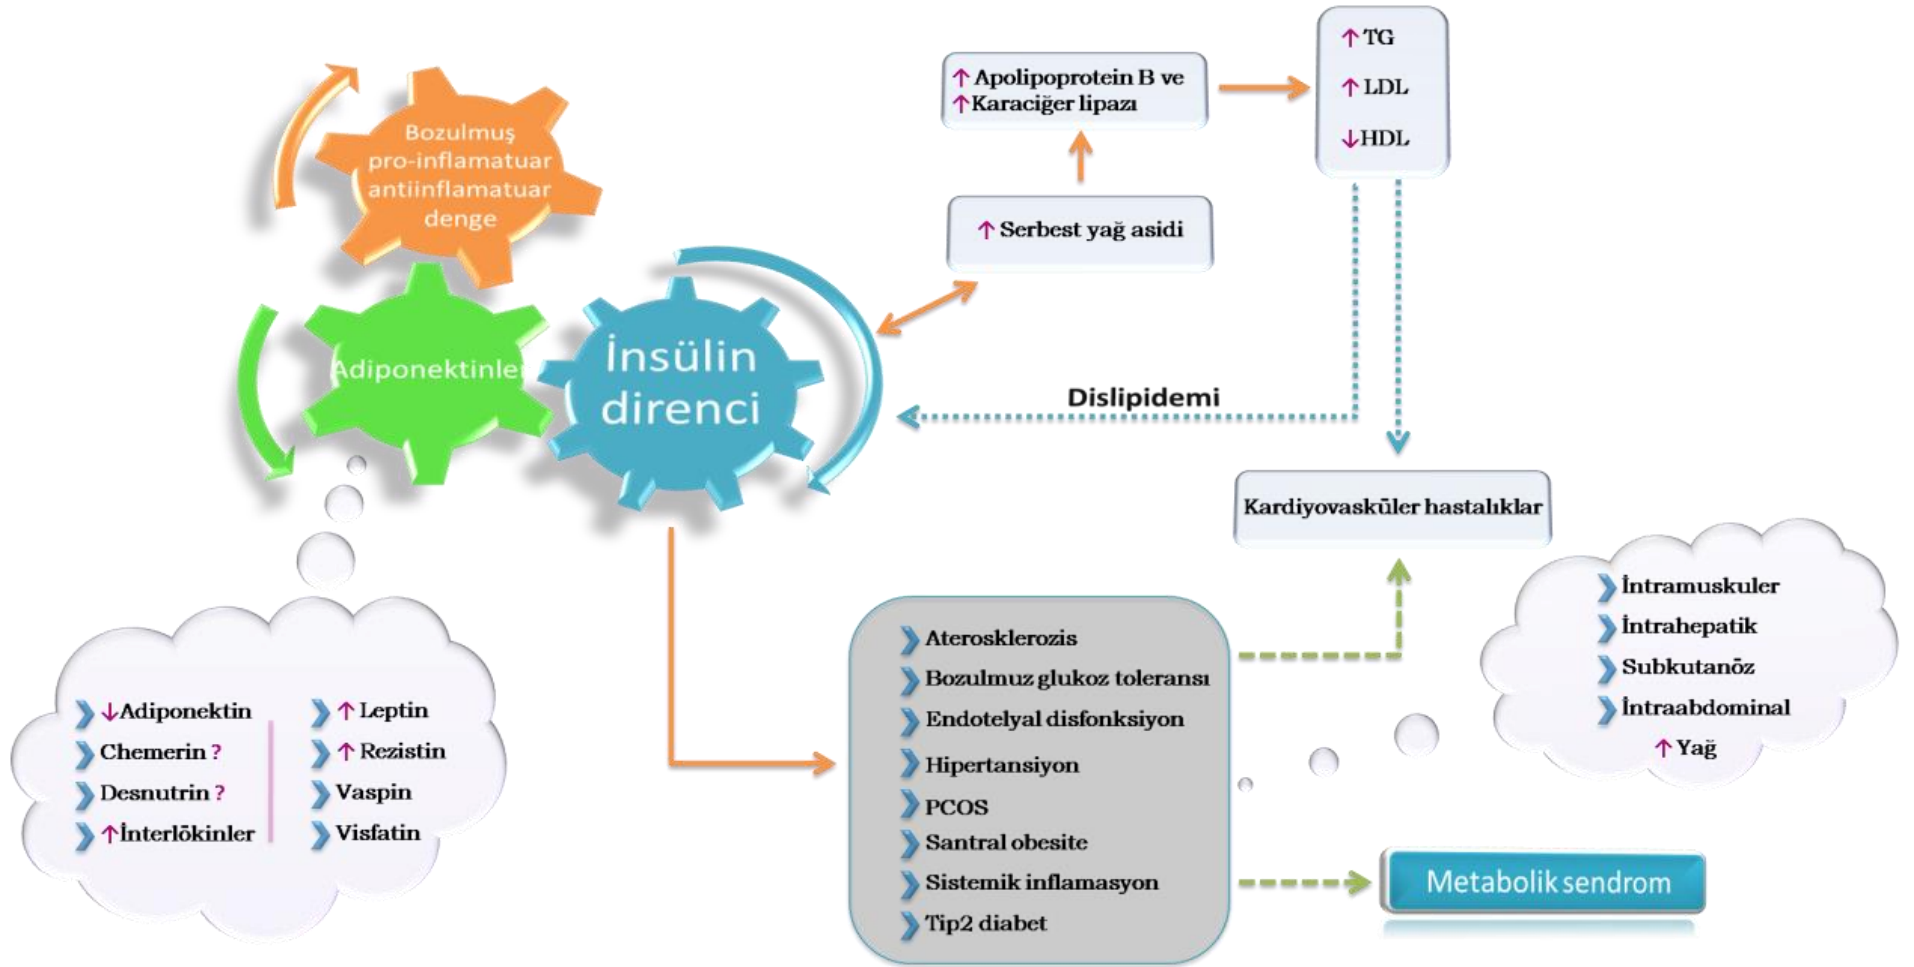 Bozulmuş
pro-inflamatuar
antiinflamatuar
denge
Adiponektinle
İnsülin
direnci
↑ Apolipoprotein B ve
↑Karaciğer lipazı
↑ TG
↑ LDL
↓HDL
↑ Serbest yağ asidi
Dislipidemi
Kardiyovasküler hastalıklar
İntramuskuler
İntrahepatik
Subkutanöz
İntraabdominal
↑ Yağ
↓Adiponektin
Chemerin ?
Desnutrin ?
↑İnterlökinler
↑ Leptin
↑ Rezistin
Vaspin
Visfatin
Aterosklerozis
Bozulmuz glukoz toleransı
Endotelyal disfonksiyon
Hipertansiyon
PCOS
Santral obesite
Sistemik inflamasyon
Tip2 diabet
Metabolik sendrom